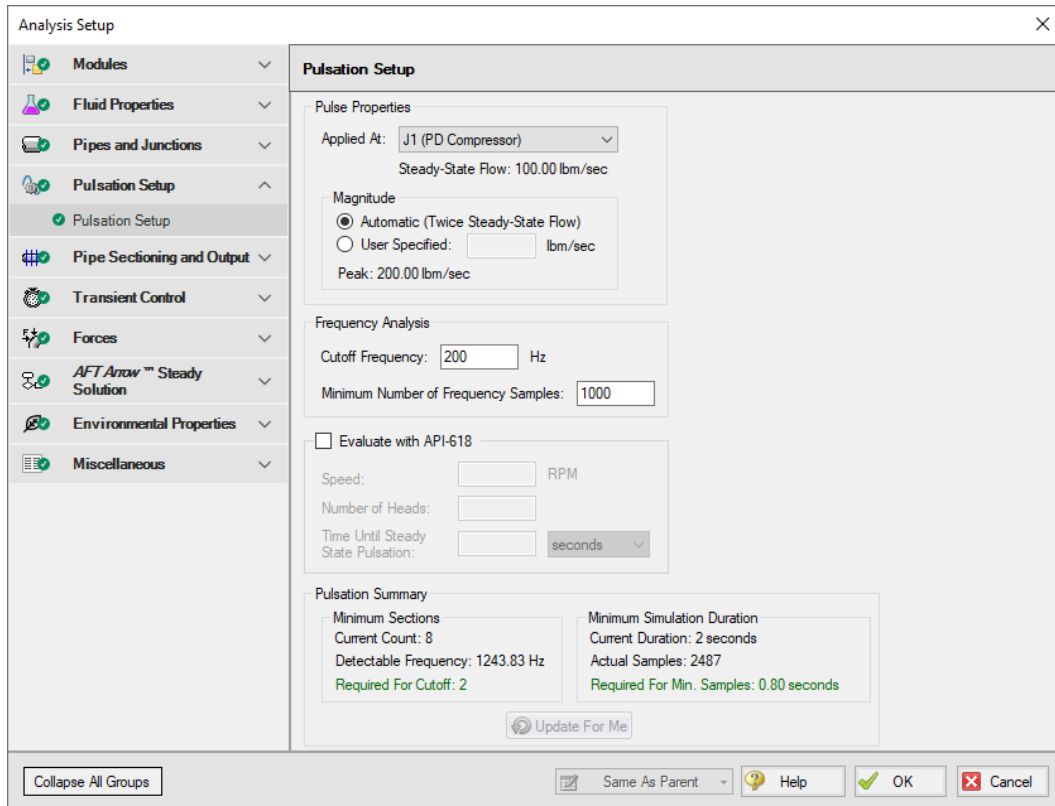 Analysis Setup
Modules
Fluid Properties
Pipes and Junctions
Pulsation Setup
Pulsation Setup
Pipe Sectioning and Output
Transient Control
Forces
AFT Arrow ™ Steady
Solution
Environmental Properties
Miscellaneous
Pulsation Setup
Pulse Properties
Applied At: J1 (PD Compressor)
Steady-State Flow: 100.00 lbm/sec
Magnitude
Automatic (Twice Steady-State Flow)
User Specified: lbm/sec
Peak: 200.00 lbm/sec
Frequency Analysis
Cutoff Frequency: 200 Hz
Minimum Number of Frequency Samples: 1000
Evaluate with API-618
Speed: RPM
Number of Heads:
Time Until Steady
State Pulsation: seconds
Pulsation Summary
Minimum Sections
Current Count: 8
Detectable Frequency: 1243.83 Hz
Required For Cutoff: 2
Minimum Simulation Duration
Current Duration: 2 seconds
Actual Samples: 2487
Required For Min. Samples: 0.80 seconds
Update For Me
Collapse All Groups
Same As Parent
Help
OK
Cancel